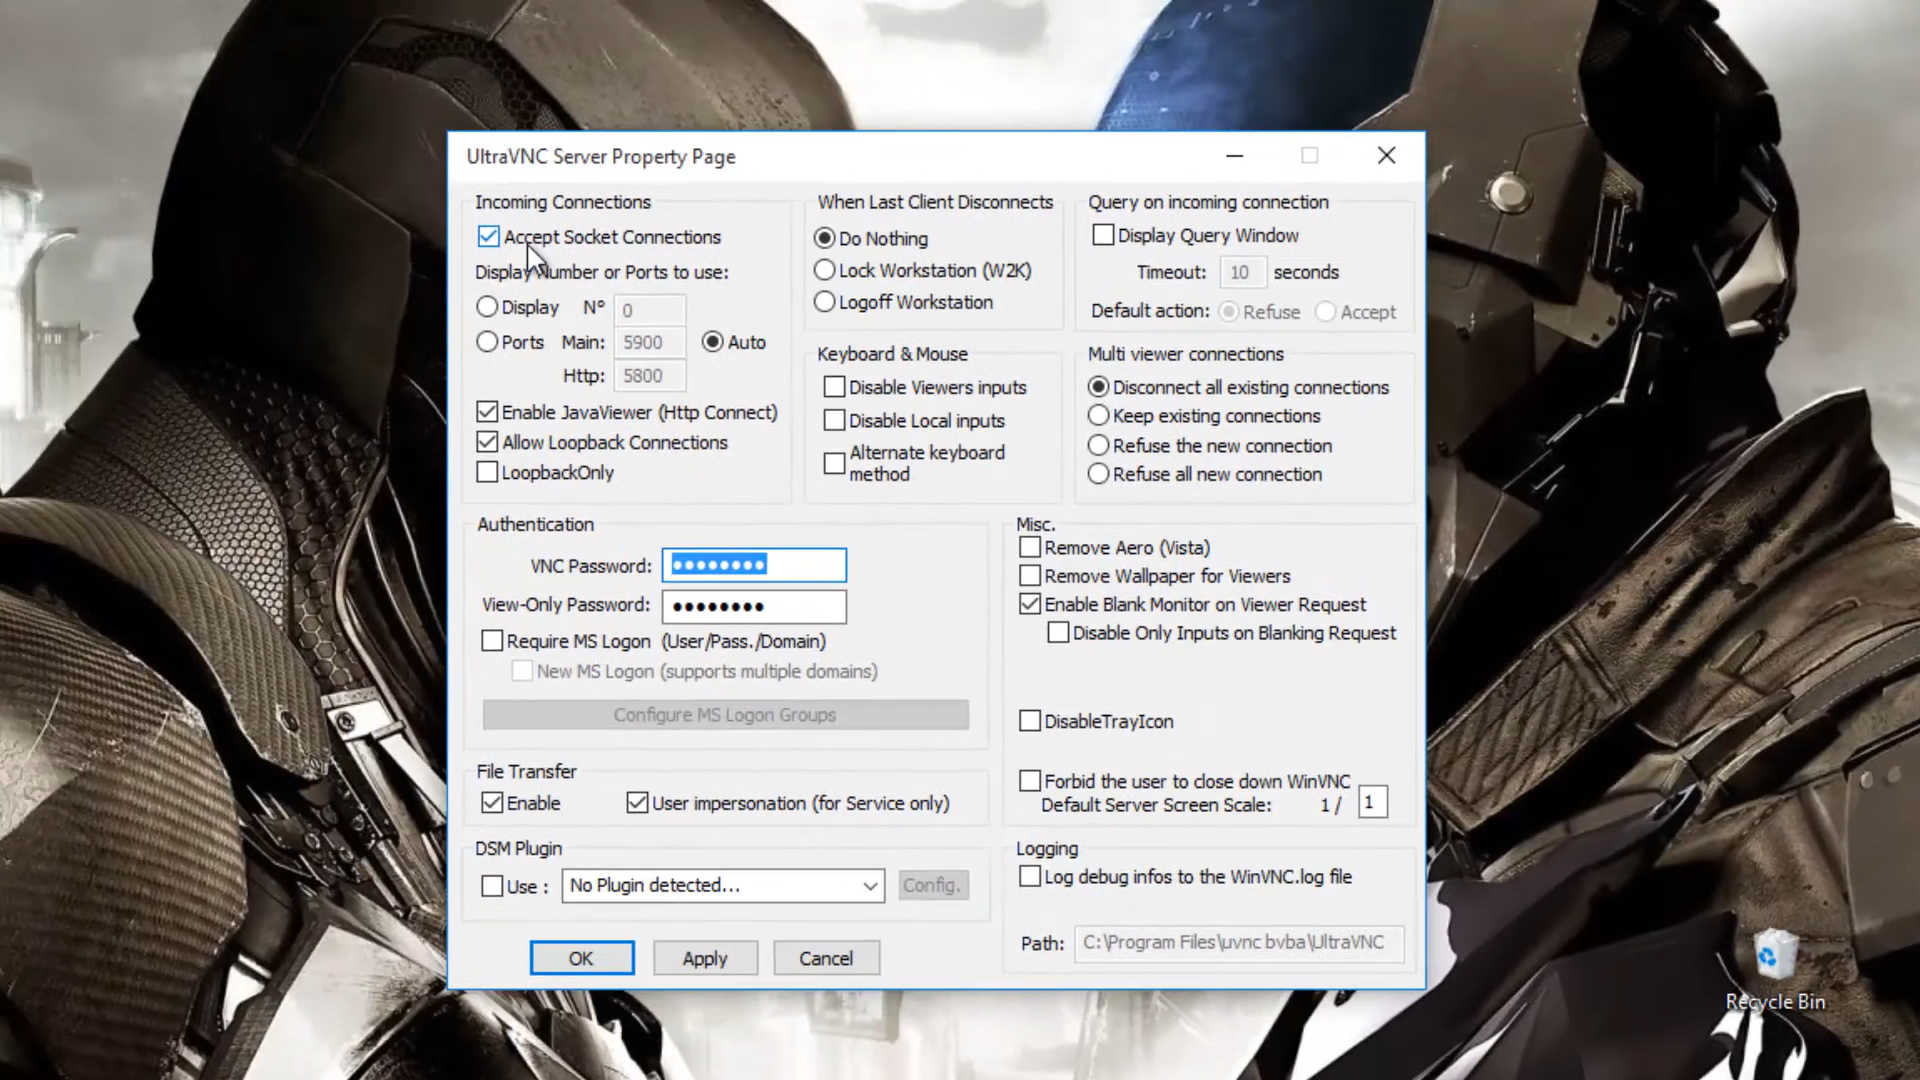 UltraVNC Server Property Page
Incoming Connections
Accept Socket Connections
Display Number or Ports to use:
Display N° 0
Ports Main: 5900 Auto
Http: 5800
Enable JavaViewer (Http Connect)
Allow Loopback Connections
LoopbackOnly
When Last Client Disconnects
Do Nothing
Lock Workstation (W2K)
Logoff Workstation
Keyboard & Mouse
Disable Viewers inputs
Disable Local inputs
Alternate keyboard
method
Query on incoming connection
Display Query Window
Timeout: 10 seconds
Default action: Refuse Accept
Multi viewer connections
Disconnect all existing connections
Keep existing connections
Refuse the new connection
Refuse all new connection
Authentication
VNC Password: ●●●●●●●●
View-Only Password: ●●●●●●●●
Require MS Logon (User/Pass./Domain)
New MS Logon (supports multiple domains)
Configure MS Logon Groups
File Transfer
Enable User impersonation (for Service only)
DSM Plugin
Use : No Plugin detected... Config.
Misc.
Remove Aero (Vista)
Remove Wallpaper for Viewers
Enable Blank Monitor on Viewer Request
Disable Only Inputs on Blanking Request
DisableTrayIcon
Forbid the user to close down WinVNC
Default Server Screen Scale: 1 / 1
Logging
Log debug infos to the WinVNC.log file
Path: C:\Program Files\uvnc bvba\UltraVNC
OK Apply Cancel
Recycle Bin